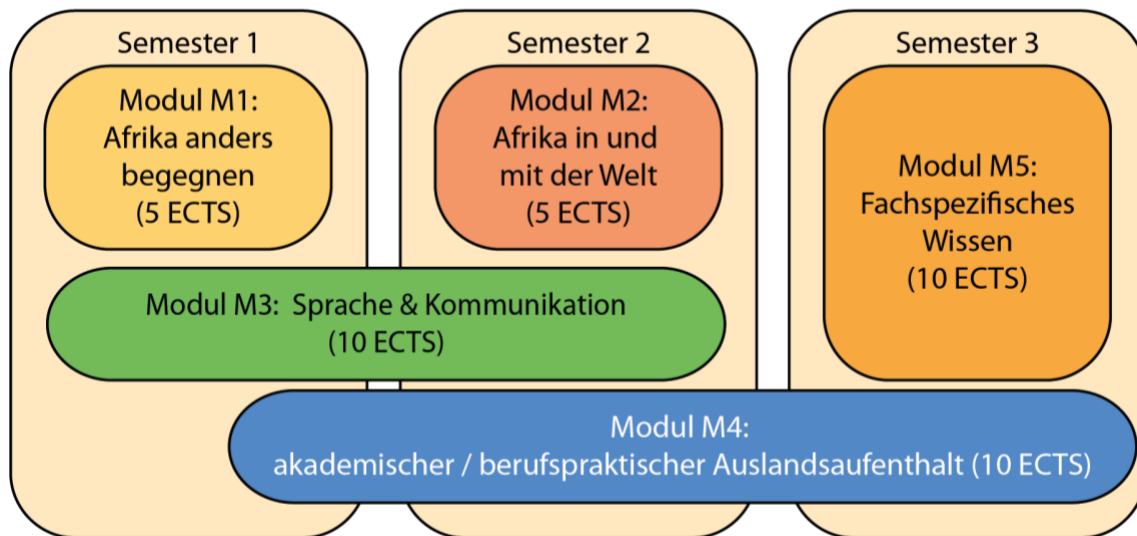 Semester 1
Modul M1:
Afrika anders
begegnen
(5 ECTS)
Semester 2
Modul M2:
Afrika in und
mit der Welt
(5 ECTS)
Semester 3
Modul M5:
Fachspezifisches
Wissen
(10 ECTS)
Modul M3:  Sprache & Kommunikation
(10 ECTS)
Modul M4:
akademischer / berufspraktischer Auslandsaufenthalt (10 ECTS)